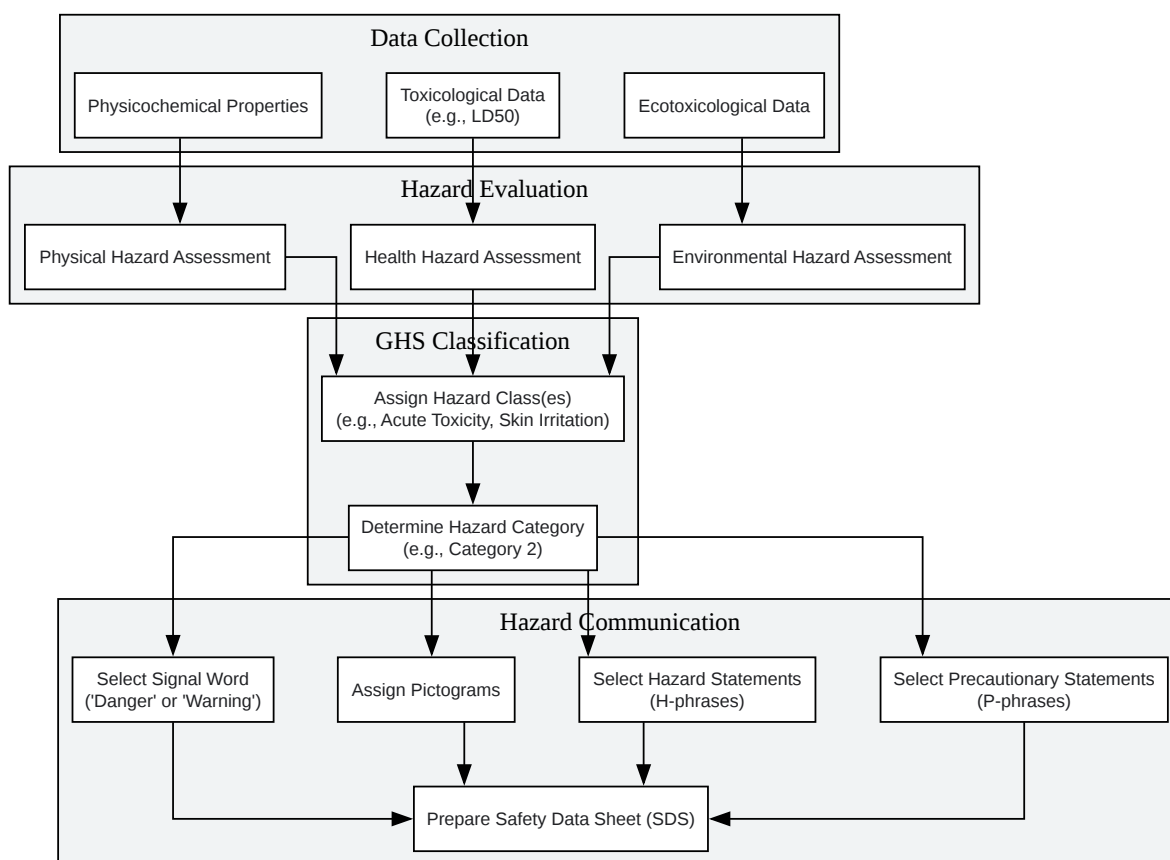 Data Collection
Physicochemical Properties
Toxicological Data
(e.g., LD50)
Ecotoxicological Data
Hazard Evaluation
Physical Hazard Assessment
Health Hazard Assessment
Environmental Hazard Assessment
GHS Classification
Assign Hazard Class(es)
(e.g., Acute Toxicity, Skin Irritation)
Determine Hazard Category
(e.g., Category 2)
Hazard Communication
Select Signal Word
('Danger' or 'Warning')
Assign Pictograms
Select Hazard Statements
(H-phrases)
Select Precautionary Statements
(P-phrases)
Prepare Safety Data Sheet (SDS)